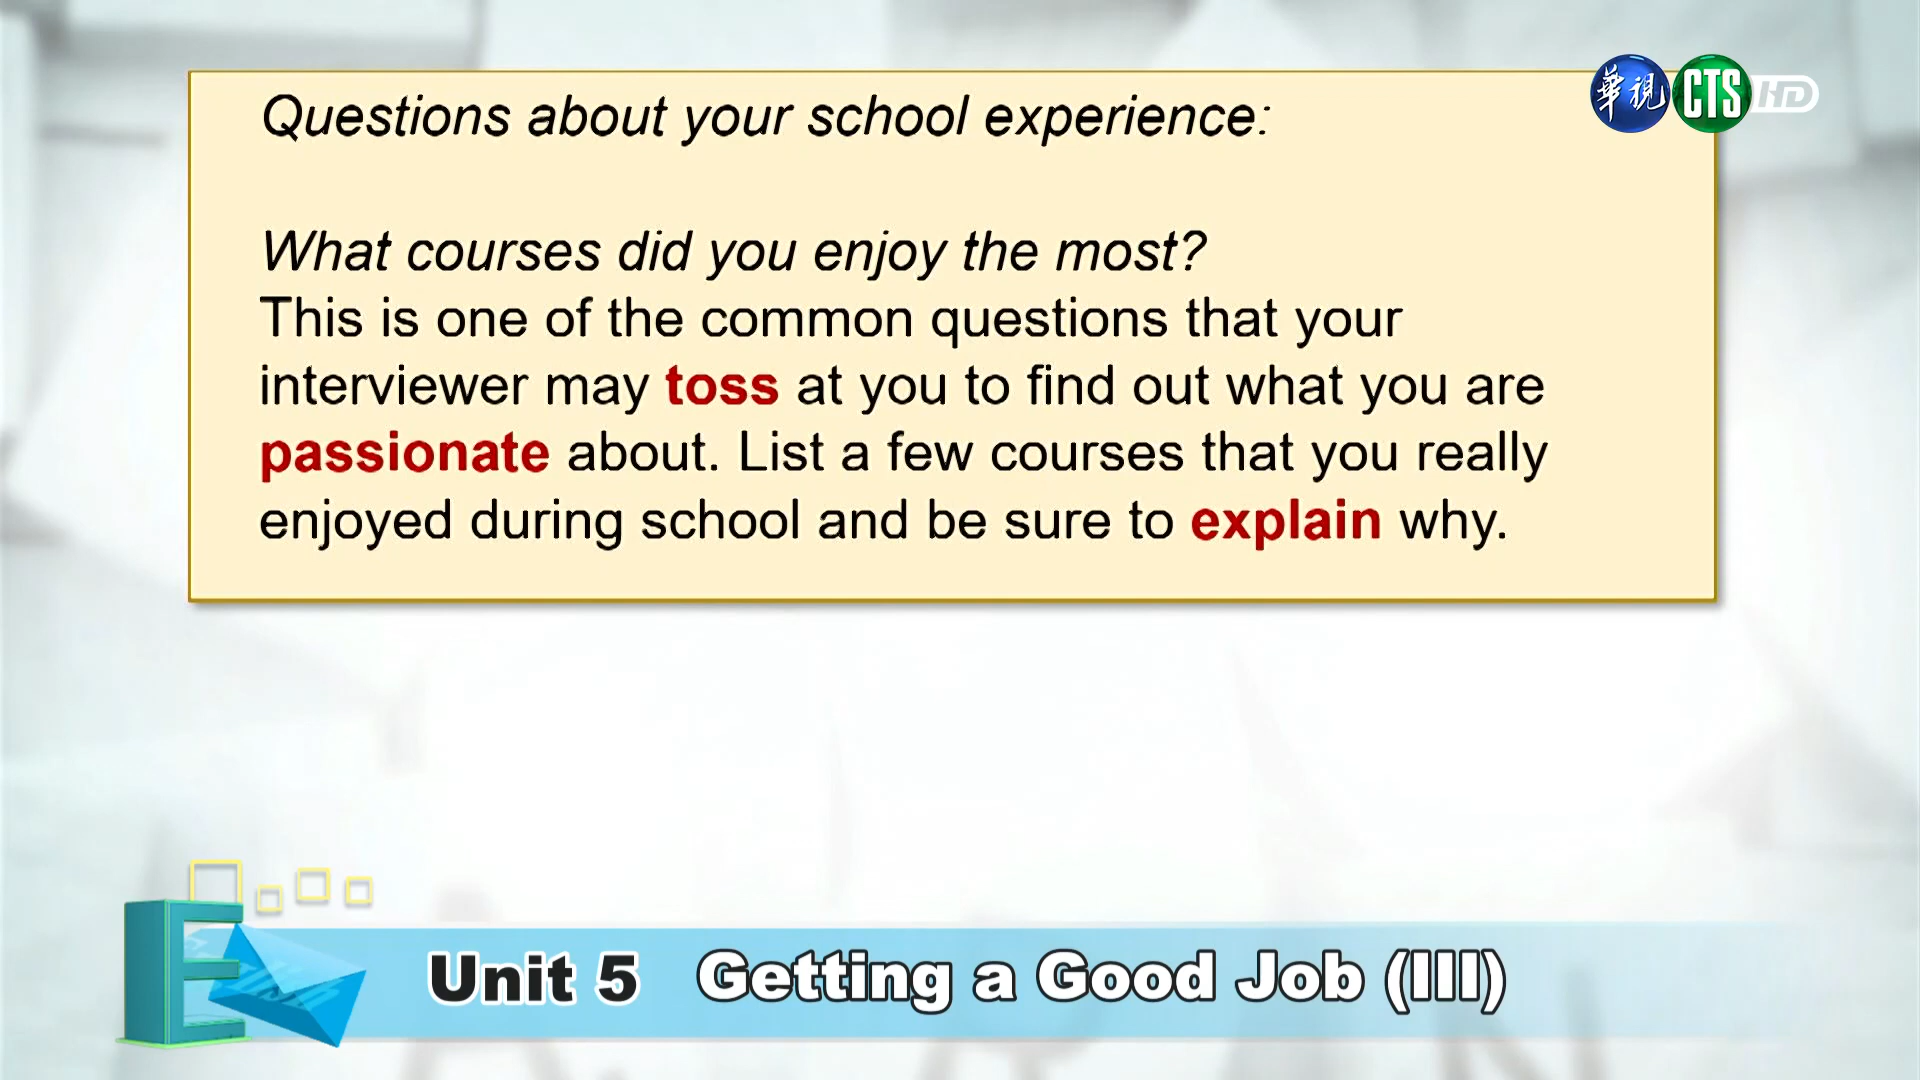 華視 CTS HD
Questions about your school experience:
What courses did you enjoy the most?
This is one of the common questions that your
interviewer may toss at you to find out what you are
passionate about. List a few courses that you really
enjoyed during school and be sure to explain why.
E
Unit 5 Getting a Good Job (III)